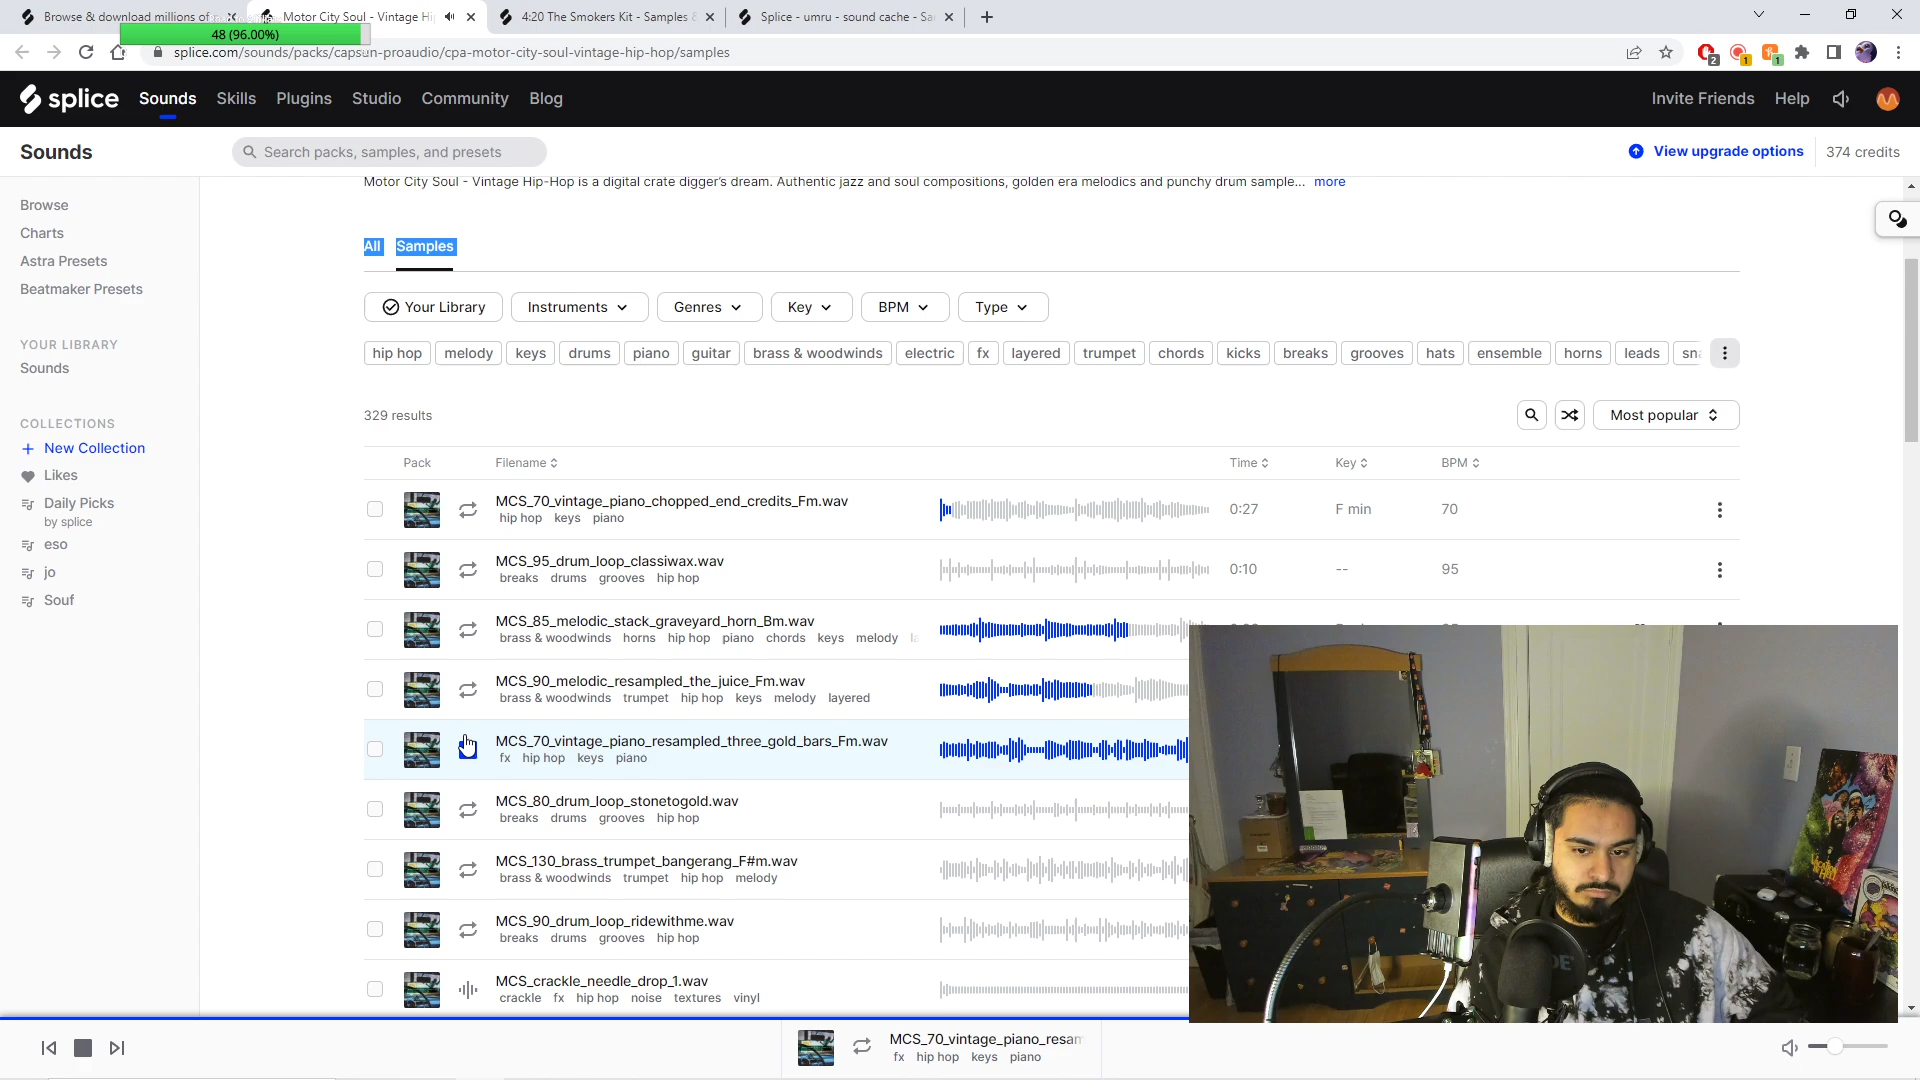 Browse & download millions of
Motor City Soul - Vintage Hi
4:20 The Smokers Kit - Samples &
Splice - umru - sound cache - Sa
48 (96.00%)
splice.com/sounds/packs/capsun-proaudio/cpa-motor-city-soul-vintage-hip-hop/samples
2
1
1
splice
Sounds
Skills
Plugins
Studio
Community
Blog
Invite Friends
Help
Sounds
Search packs, samples, and presets
View upgrade options
374 credits
Browse
Charts
Astra Presets
Beatmaker Presets
YOUR LIBRARY
Sounds
COLLECTIONS
+ New Collection
Likes
Daily Picks
by splice
eso
jo
Souf
Motor City Soul - Vintage Hip-Hop is a digital crate digger's dream. Authentic jazz and soul compositions, golden era melodics and punchy drum sample... more
All Samples
Your Library
Instruments
Genres
Key
BPM
Type
hip hop melody keys drums piano guitar brass & woodwinds electric fx layered trumpet chords kicks breaks grooves hats ensemble horns leads sna
329 results
Most popular
Pack Filename Time Key BPM
MCS_70_vintage_piano_chopped_end_credits_Fm.wav 0:27 F min 70
hip hop keys piano
MCS_95_drum_loop_classiwax.wav 0:10 -- 95
breaks drums grooves hip hop
MCS_85_melodic_stack_graveyard_horn_Bm.wav
brass & woodwinds horns hip hop piano chords keys melody la
MCS_90_melodic_resampled_the_juice_Fm.wav
brass & woodwinds trumpet hip hop keys melody layered
MCS_70_vintage_piano_resampled_three_gold_bars_Fm.wav
fx hip hop keys piano
MCS_80_drum_loop_stonetogold.wav
breaks drums grooves hip hop
MCS_130_brass_trumpet_bangerang_F#m.wav
brass & woodwinds trumpet hip hop melody
MCS_90_drum_loop_ridewithme.wav
breaks drums grooves hip hop
MCS_crackle_needle_drop_1.wav
crackle fx hip hop noise textures vinyl
MCS_70_vintage_piano_resam
fx hip hop keys piano